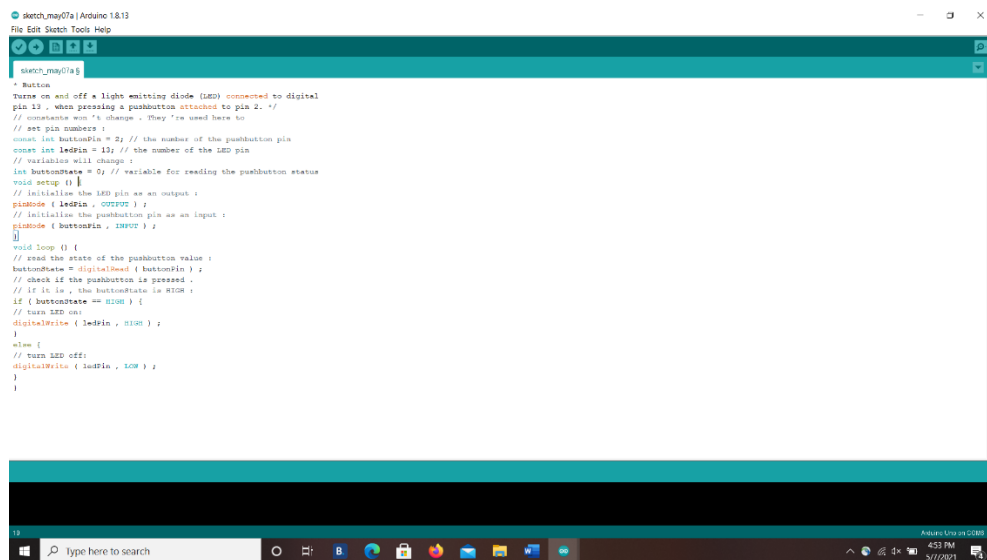 sketch_may07a | Arduino 1.8.13
File Edit Sketch Tools Help
sketch_may07a §
* Button
Turns on and off a light emitting diode (LED) connected to digital
pin 13 , when pressing a pushbutton attached to pin 2. */
// constants won 't change . They 're used here to
// set pin numbers :
const int buttonPin = 2; // the number of the pushbutton pin
const int ledPin = 13; // the number of the LED pin
// variables will change :
int buttonState = 0; // variable for reading the pushbutton status
void setup () {
// initialize the LED pin as an output :
pinMode ( ledPin , OUTPUT ) ;
// initialize the pushbutton pin as an input :
pinMode ( buttonPin , INPUT ) ;
}
void loop () {
// read the state of the pushbutton value :
buttonState = digitalRead ( buttonPin ) ;
// check if the pushbutton is pressed .
// if it is , the buttonState is HIGH :
if ( buttonState == HIGH ) {
// turn LED on:
digitalWrite ( ledPin , HIGH ) ;
}
else {
// turn LED off:
digitalWrite ( ledPin , LOW ) ;
}
}
Arduino Uno on COM8
Type here to search
B.
W
4:53 PM
5/7/2021